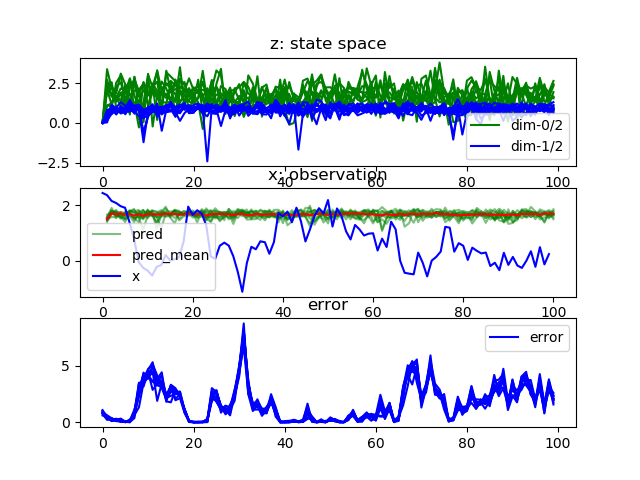 z: state space
2.5
0.0
−2.5
dim-0/2
dim-1/2
0 20 40 60 80 100
x: observation
2
0
pred
pred_mean
x
0 20 40 60 80 100
error
5
0
error
0 20 40 60 80 100